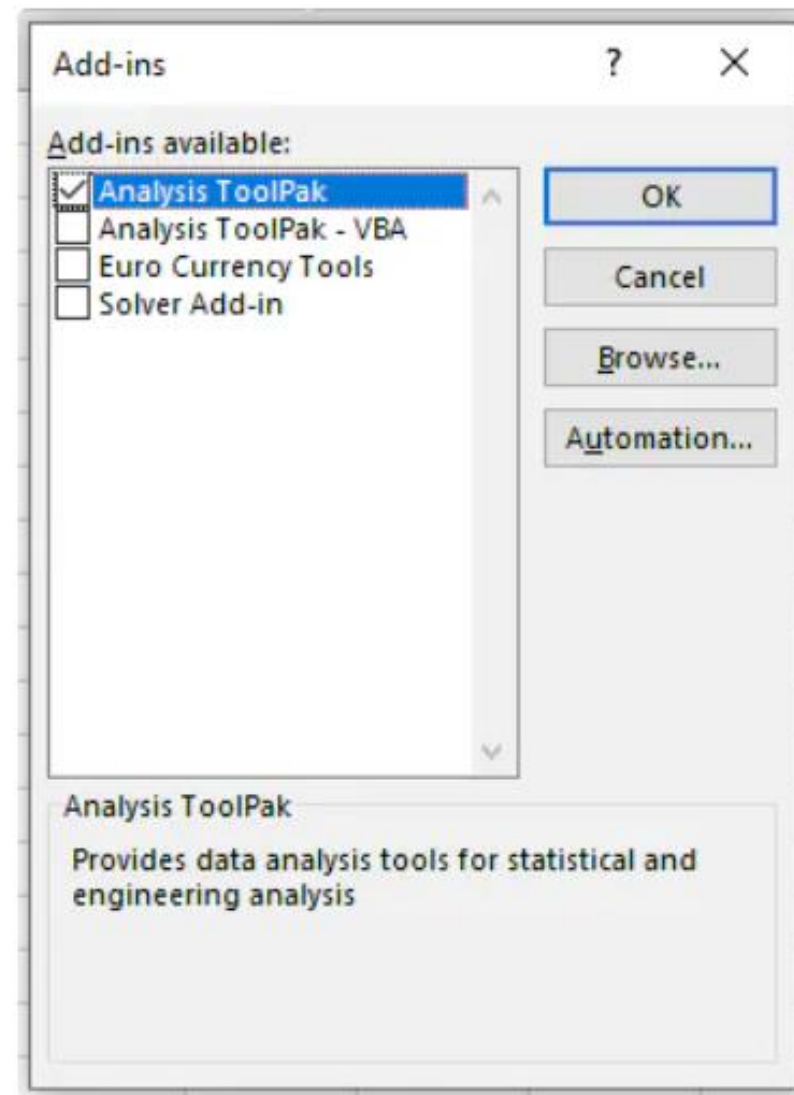 Add-ins
?
Add-ins available:
Analysis ToolPak
Analysis ToolPak - VBA
Euro Currency Tools
Solver Add-in
OK
Cancel
Browse...
Automation...
Analysis ToolPak
Provides data analysis tools for statistical and
engineering analysis